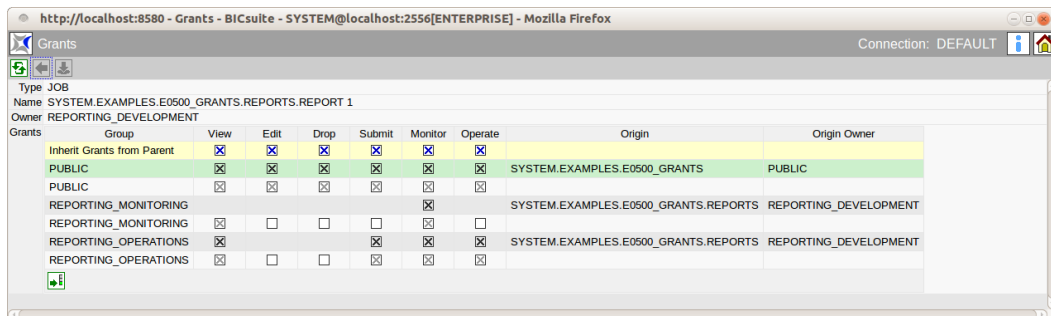 http://localhost:8580 - Grants - BICsuite - SYSTEM@localhost:2556[ENTERPRISE] - Mozilla Firefox
Grants Connection: DEFAULT
Type JOB
Name SYSTEM.EXAMPLES.E0500_GRANTS.REPORTS.REPORT 1
Owner REPORTING_DEVELOPMENT
Grants Group View Edit Drop Submit Monitor Operate Origin Origin Owner
Inherit Grants from Parent
PUBLIC SYSTEM.EXAMPLES.E0500_GRANTS PUBLIC
PUBLIC
REPORTING_MONITORING SYSTEM.EXAMPLES.E0500_GRANTS.REPORTS REPORTING_DEVELOPMENT
REPORTING_MONITORING
REPORTING_OPERATIONS SYSTEM.EXAMPLES.E0500_GRANTS.REPORTS REPORTING_DEVELOPMENT
REPORTING_OPERATIONS